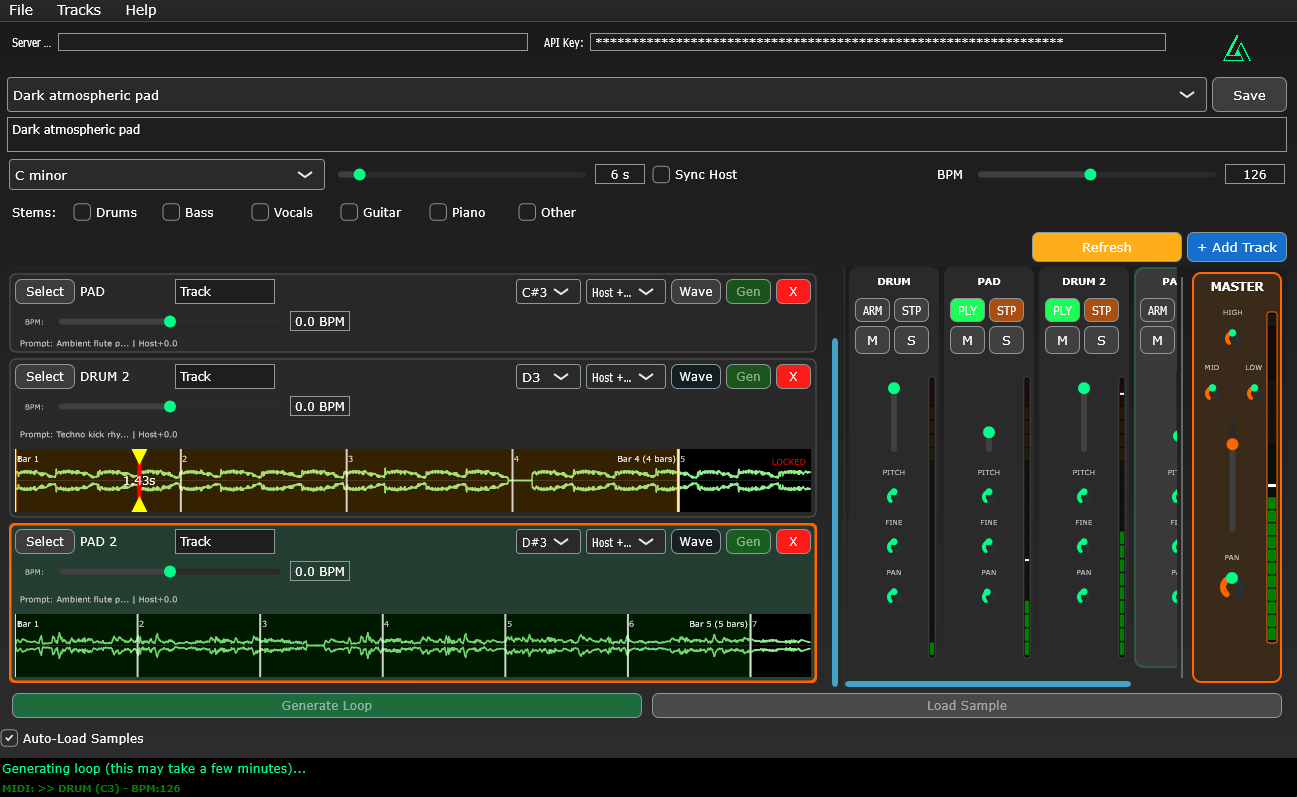 File Tracks Help
Server ... API Key: ****************************************************************
Dark atmospheric pad Save
Dark atmospheric pad
C minor 6 s Sync Host BPM 126
Stems: Drums Bass Vocals Guitar Piano Other
Refresh + Add Track
Select PAD Track C#3 Host +... Wave Gen X
BPM: 0.0 BPM
Prompt: Ambient flute p... | Host+0.0
Select DRUM 2 Track D3 Host +... Wave Gen X
BPM: 0.0 BPM
Prompt: Techno kick rhy... | Host+0.0
Bar 1 2 3 4 Bar 4 (4 bars) 5 LOCKED
1.43s
Select PAD 2 Track D#3 Host +... Wave Gen X
BPM: 0.0 BPM
Prompt: Ambient flute p... | Host+0.0
Bar 1 2 3 4 5 6 Bar 5 (5 bars) 7
DRUM PAD DRUM 2 PA
ARM STP PLY STP PLY STP ARM
M S M S M S M
PITCH PITCH PITCH PIT
FINE FINE FINE FI
PAN PAN PAN PA
MASTER
HIGH
MID LOW
PAN
Generate Loop Load Sample
Auto-Load Samples
Generating loop (this may take a few minutes)...
MIDI: >> DRUM (C3) - BPM:126